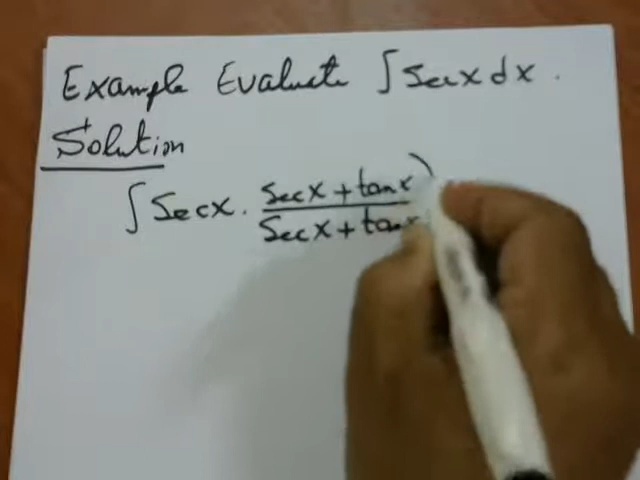 Example Evaluate ∫ Secx dx .
Solution
∫ Secx . (Secx + tanx) / (Secx + tanx